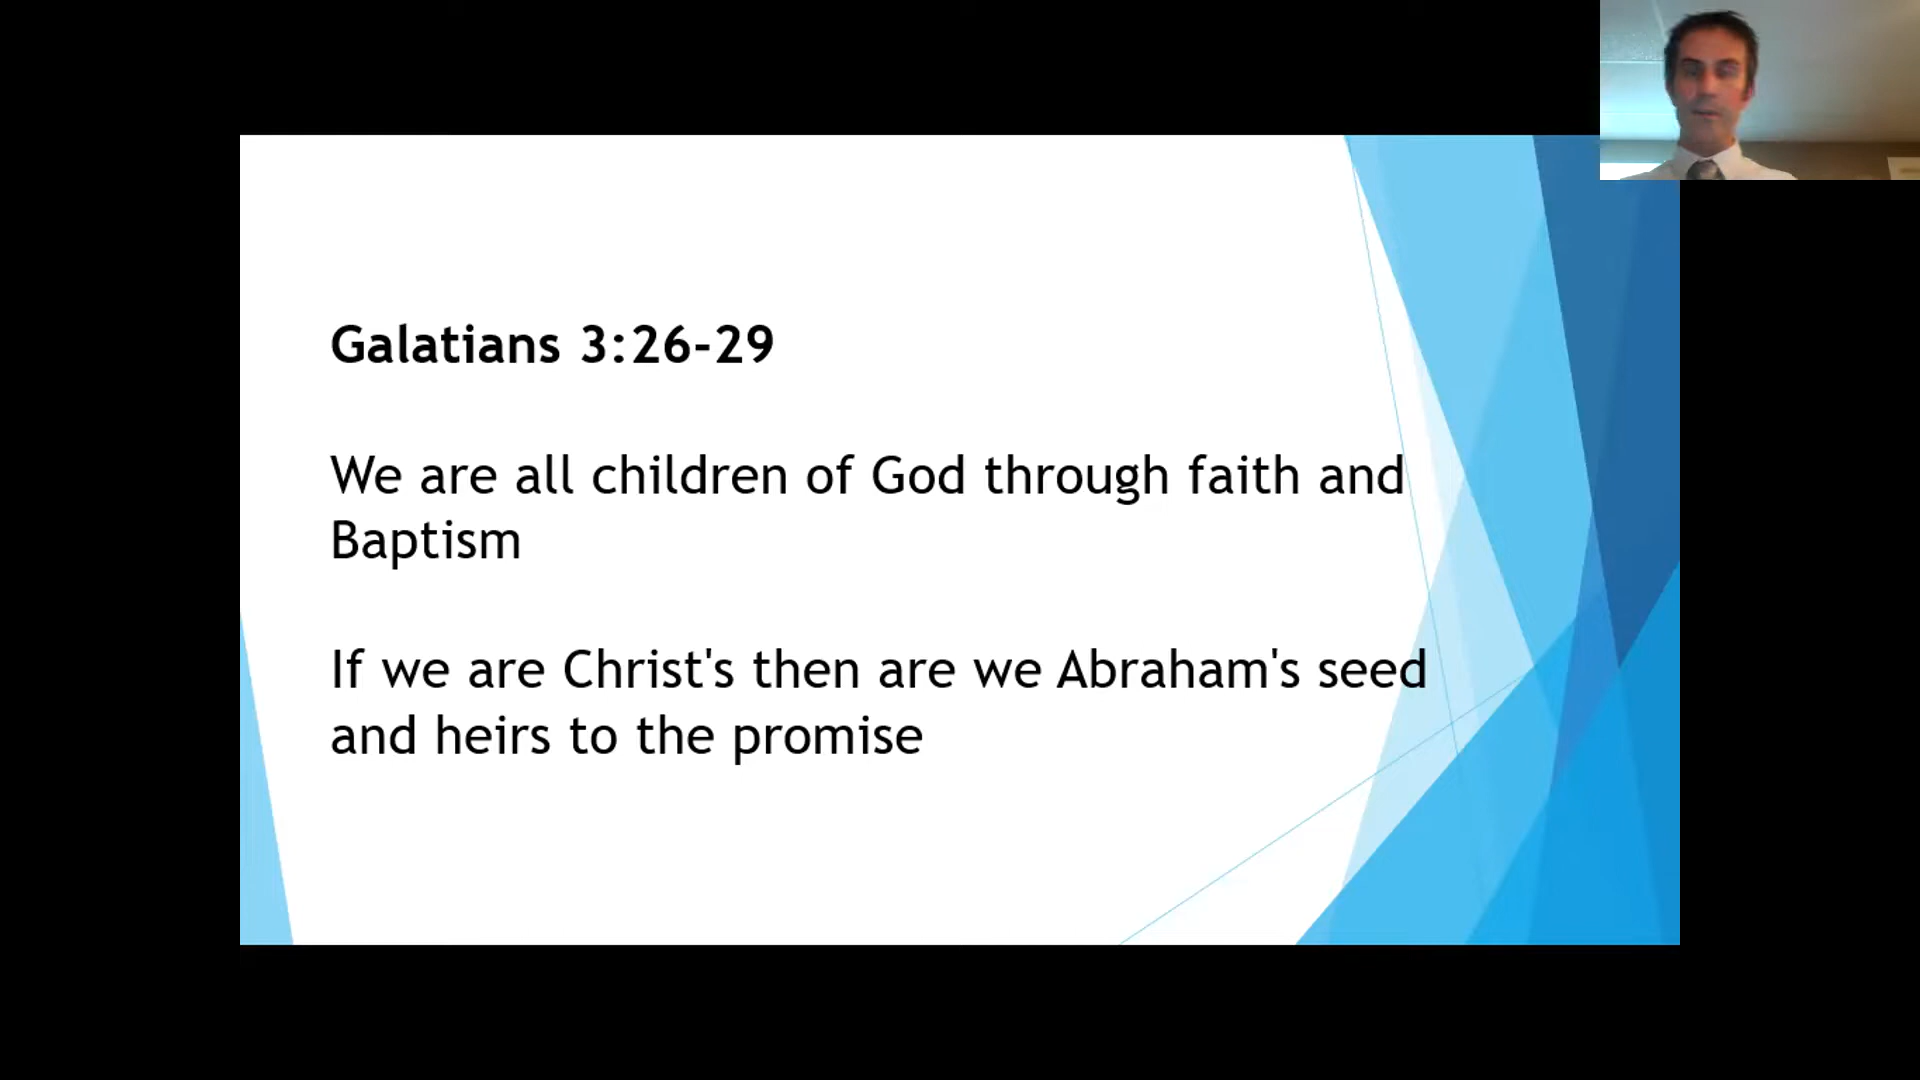 Galatians 3:26-29
We are all children of God through faith and
Baptism
If we are Christ's then are we Abraham's seed
and heirs to the promise